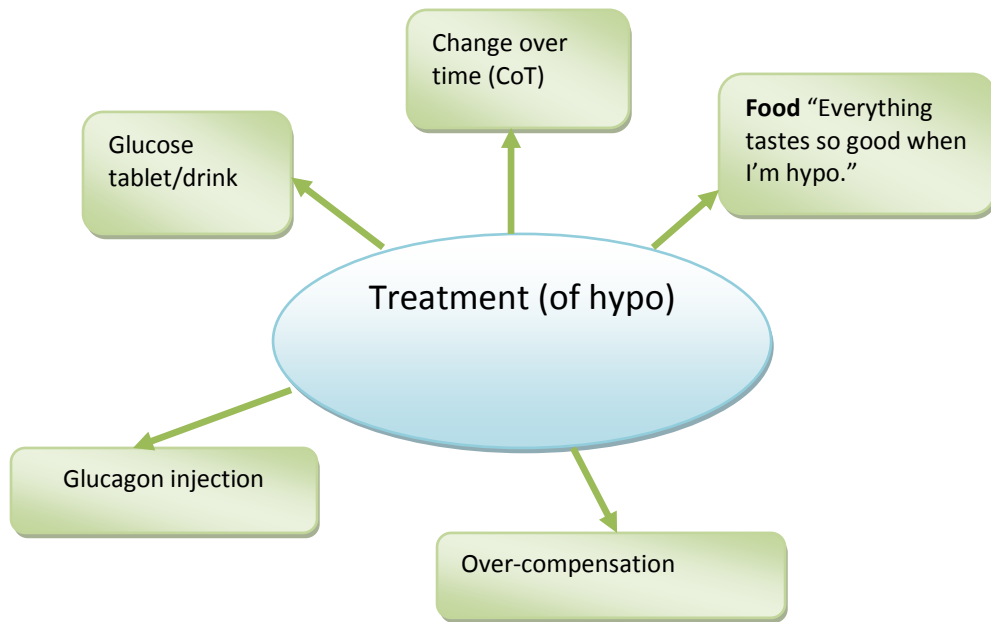 Change over
time (CoT)
Food “Everything
tastes so good when
I’m hypo.”
Glucose
tablet/drink
Treatment (of hypo)
Glucagon injection
Over-compensation